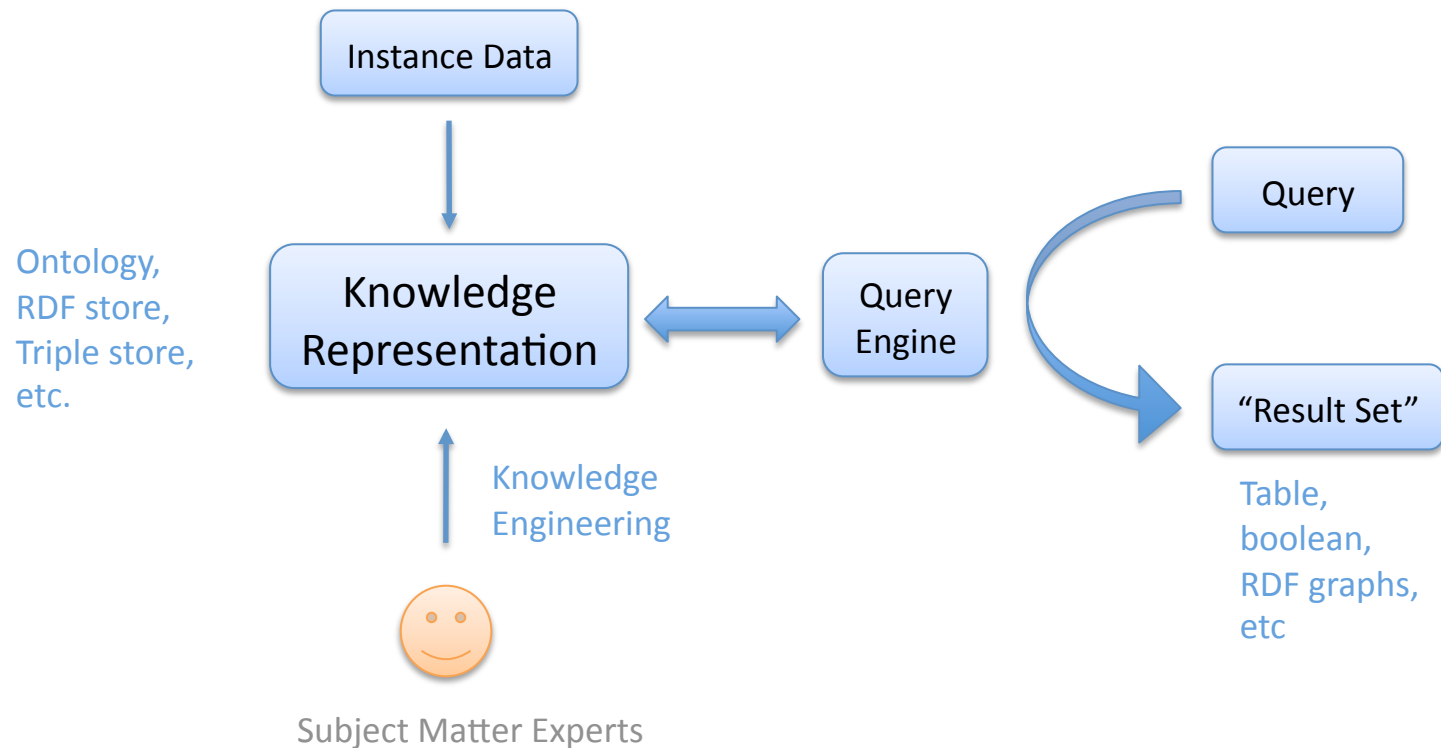 Instance Data
Query
Ontology,
RDF store,
Triple store,
etc.
Knowledge
Representation
Query
Engine
“Result Set”
Knowledge
Engineering
Table,
boolean,
RDF graphs,
etc
Subject Matter Experts